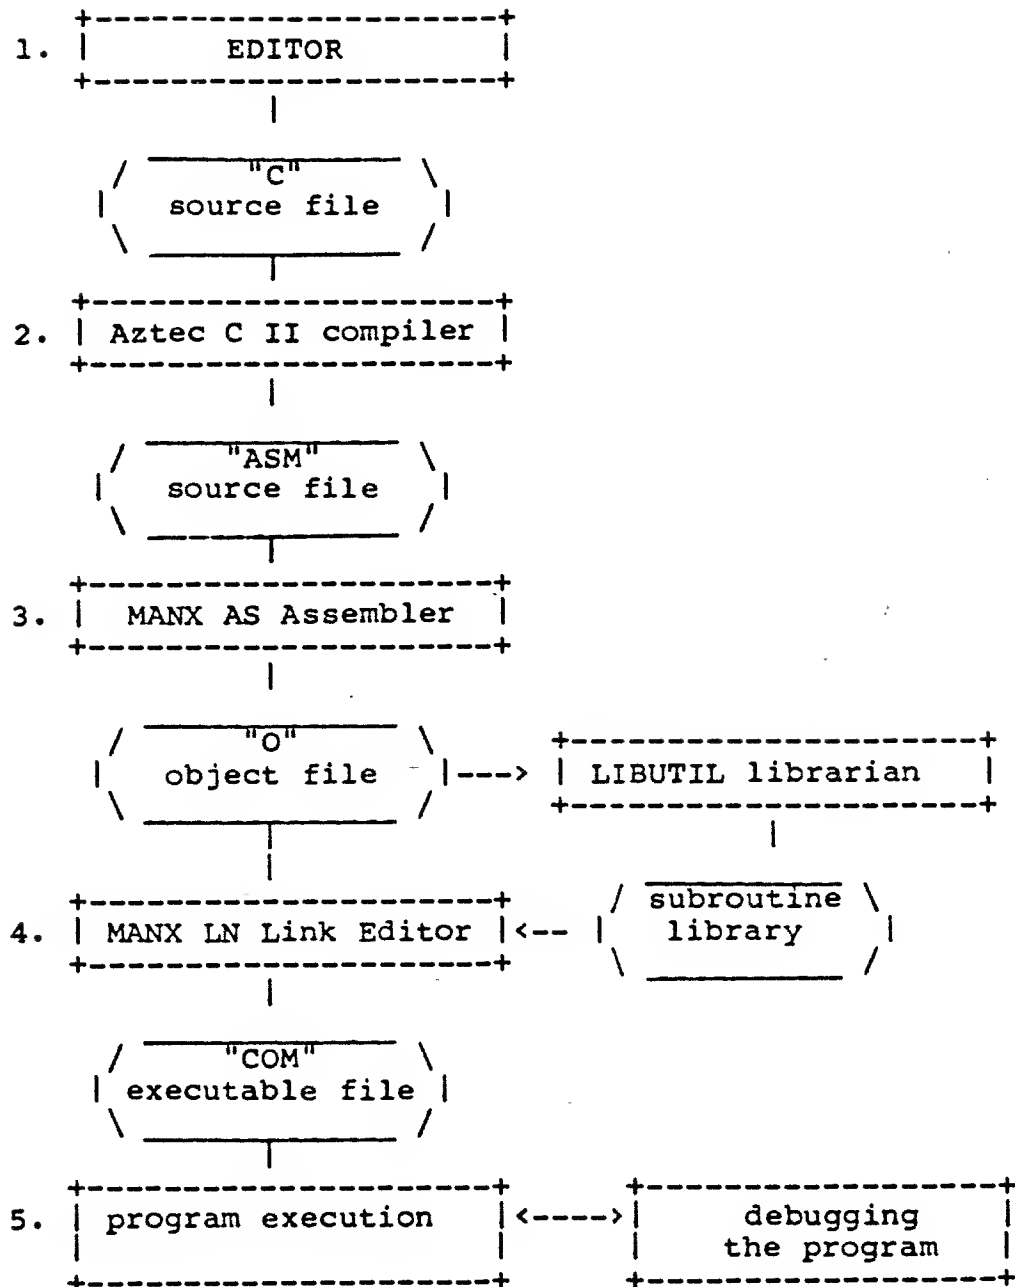 1. EDITOR
"C"
source file
2. Aztec C II compiler
"ASM"
source file
3. MANX AS Assembler
"O"
object file
LIBUTIL librarian
4. MANX LN Link Editor
subroutine
library
"COM"
executable file
5. program execution
debugging
the program